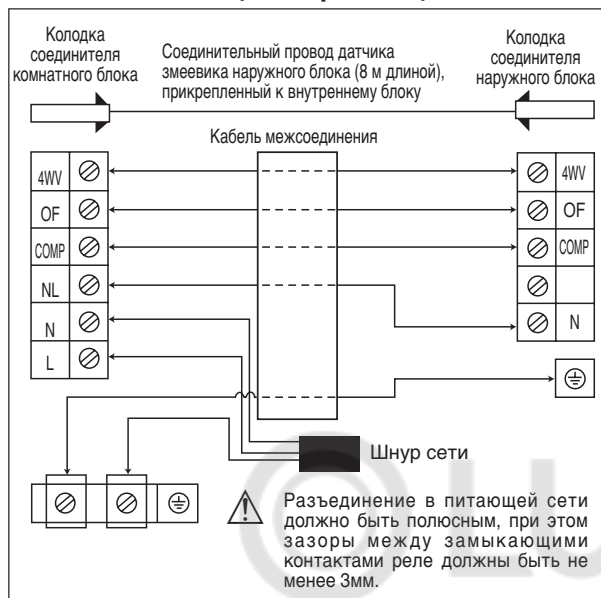 Колодка
соединителя
комнатного блока
Соединительный провод датчика
змеевика наружного блока (8 м длиной),
прикрепленный к внутреннему блоку
Колодка
соединителя
наружного блока
Кабель межсоединения
4WV
OF
COMP
NL
N
L
4WV
OF
COMP
N
Шнур сети
Разъединение в питающей сети
должно быть полюсным, при этом
зазоры между замыкающими
контактами реле должны быть не
менее 3мм.
© LU